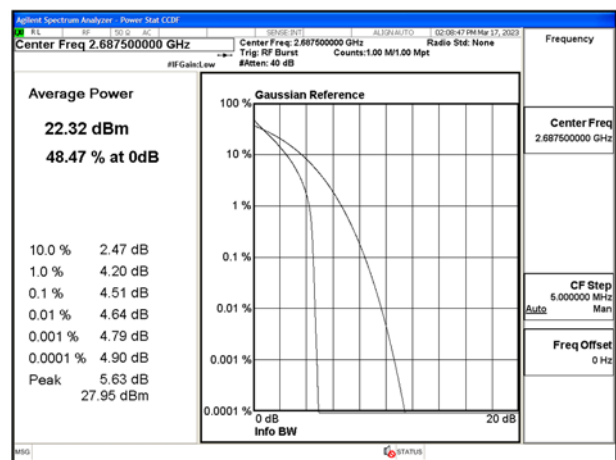 Agilent Spectrum Analyzer - Power Stat CCDF
RL RF 50 Ω AC SENSE:INT ALIGN AUTO 02:08:47 PM Mar 17, 2023
Center Freq 2.687500000 GHz
Center Freq: 2.687500000 GHz Radio Std: None
Trig: RF Burst Counts:1.00 M/1.00 Mpt
#IFGain:Low #Atten: 40 dB
Frequency
Average Power
22.32 dBm
48.47 % at 0dB
10.0 % 2.47 dB
1.0 % 4.20 dB
0.1 % 4.51 dB
0.01 % 4.64 dB
0.001 % 4.79 dB
0.0001 % 4.90 dB
Peak 5.63 dB
27.95 dBm
Gaussian Reference
100 %
10 %
1 %
0.1 %
0.01 %
0.001 %
0.0001 %
0 dB 20 dB
Info BW
Center Freq
2.687500000 GHz
CF Step
5.000000 MHz
Auto Man
Freq Offset
0 Hz
MSG STATUS